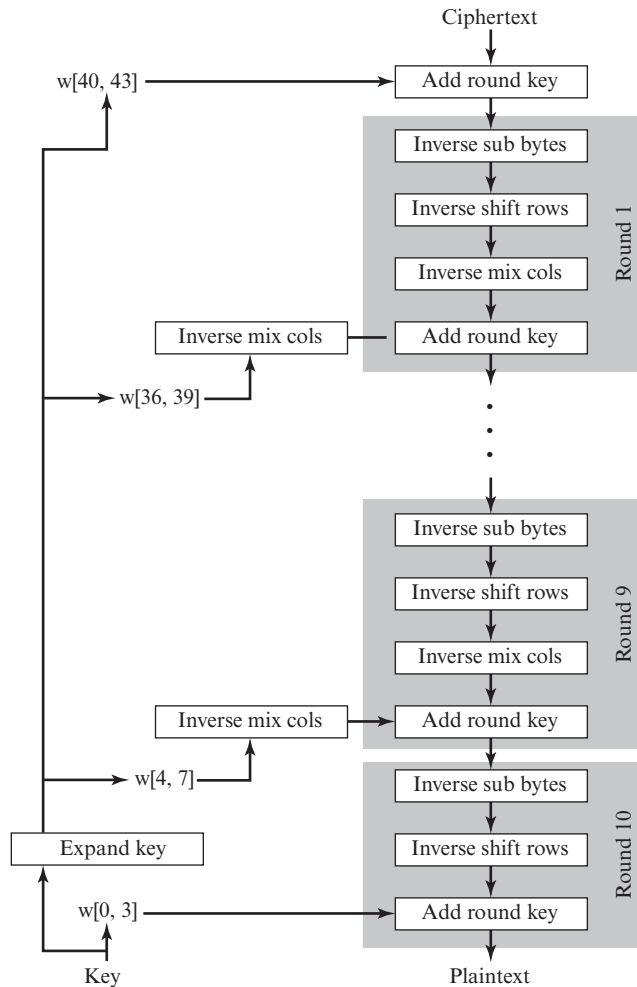 Ciphertext
w[40, 43]
Add round key
Inverse sub bytes
Inverse shift rows
Inverse mix cols
Inverse mix cols
Add round key
Round 1
w[36, 39]
Inverse sub bytes
Inverse shift rows
Inverse mix cols
Inverse mix cols
Add round key
Round 9
w[4, 7]
Inverse sub bytes
Expand key
Inverse shift rows
w[0, 3]
Add round key
Round 10
Key
Plaintext